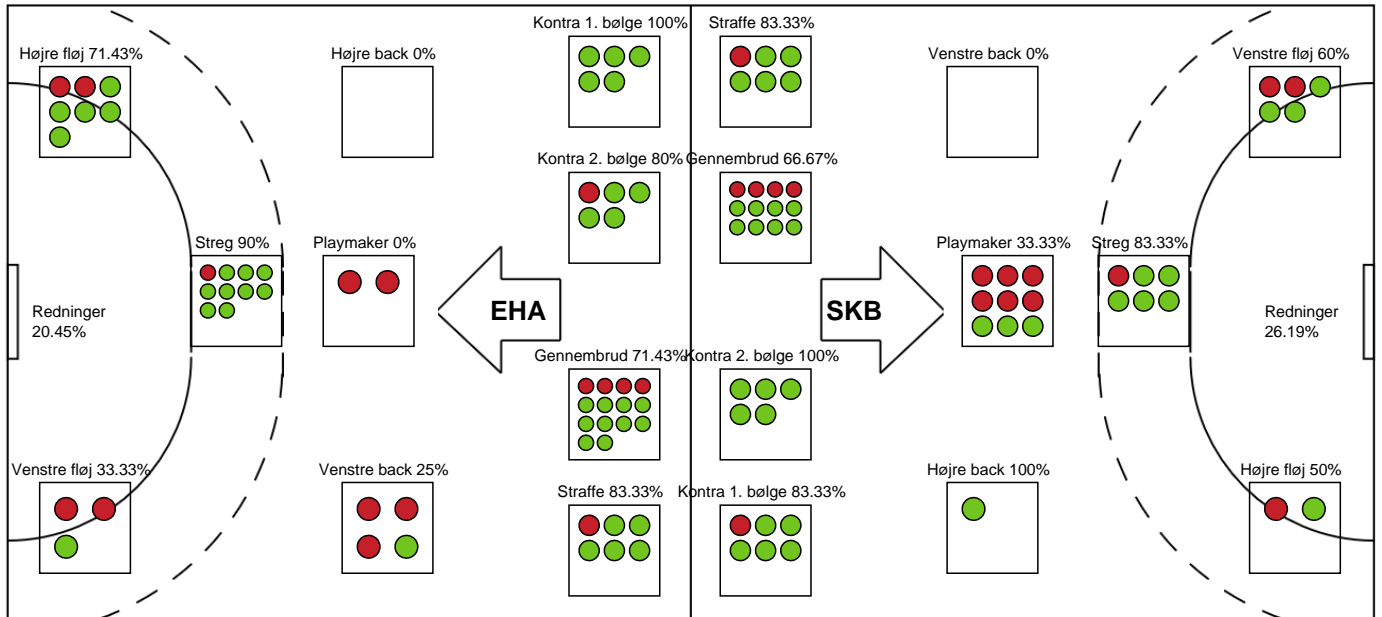 Kontra 1. bølge 100%
Straffe 83.33%
Højre fløj 71.43%
Højre back 0%
Venstre back 0%
Venstre fløj 60%
Kontra 2. bølge 80%
Gennembrud 66.67%
Streg 90%
Playmaker 0%
Playmaker 33.33%
Streg 83.33%
Redninger
20.45%
EHA
SKB
Redninger
26.19%
Gennembrud 71.43%
Kontra 2. bølge 100%
Venstre fløj 33.33%
Venstre back 25%
Højre back 100%
Højre fløj 50%
Straffe 83.33%
Kontra 1. bølge 83.33%